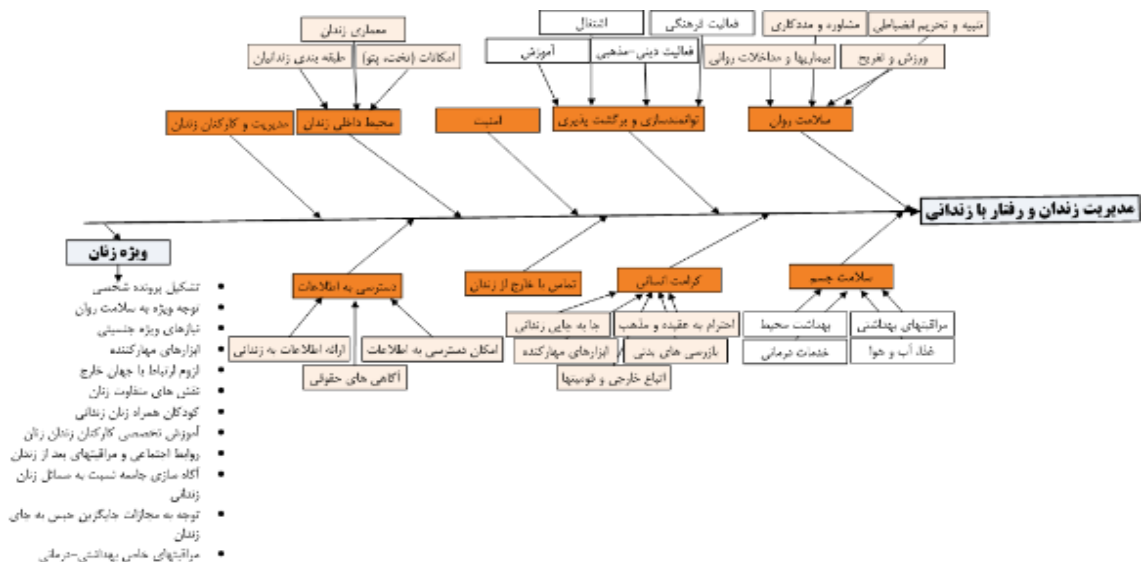 تنبیه و تحریم انضباطی
مشاوره و مددکاری
فعالیت فرهنگی
اشتغال
معماری زندان
ورزش و تفریح
بیماریها و مداخلات روانی
فعالیت دینی-مذهبی
آموزش
امکانات (تخت، پتو)
طبقه بندی زندانیان
سلامت روان
توانمندسازی و برگشت پذیری
امنیت
محیط داخلی زندان
مدیریت و کارکنان زندان
مدیریت زندان و رفتار با زندانی
سلامت جسم
کرامت انسانی
تماس با خارج از زندان
دسترسی به اطلاعات
مراقبتهای بهداشتی
بهداشت محیط
احترام به عقیده و مذهب
جا به جایی زندانی
امکان دسترسی به اطلاعات
ارائه اطلاعات به زندانی
غذا، آب و هوا
خدمات درمانی
بازرسی های بدنی
ابزارهای مهارکننده
اتباع خارجی و قومیتها
آگاهی های حقوقی
ویژه زنان
• تشکیل پرونده شخصی
• توجه ویژه به سلامت روان
• نیازهای ویژه جنسیتی
• ابزارهای مهارکننده
• لزوم ارتباط با جهان خارج
• نقش های متفاوت زنان
• کودکان همراه زنان زندانی
• آموزش تخصصی کارکنان زندان زنان
• روابط اجتماعی و مراقبتهای بعد از زندان
• آگاه سازی جامعه نسبت به مسائل زنان
زندانی
• توجه به مجازات جایگزین حبس به جای
زندان
• مراقبتهای خاص بهداشتی-درمانی